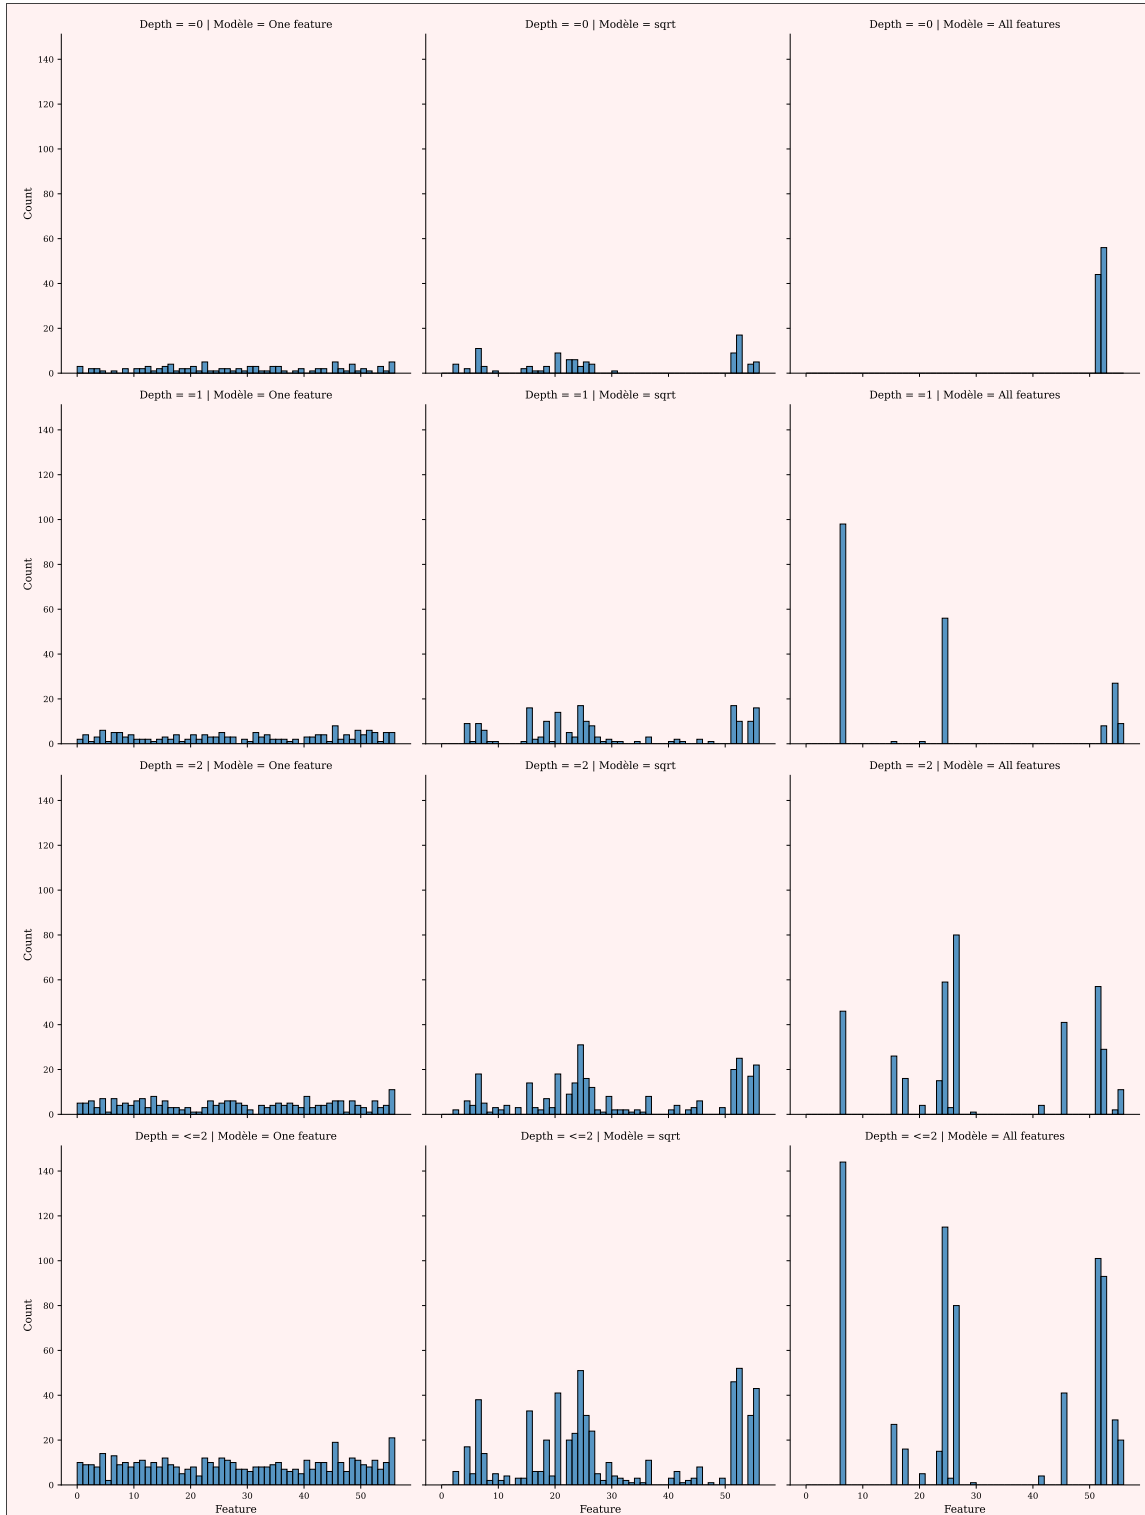 Depth = =0 | Modèle = One feature
Depth = =0 | Modèle = sqrt
Depth = =0 | Modèle = All features
140
120
100
80
60
40
20
0
Count
Depth = =1 | Modèle = One feature
Depth = =1 | Modèle = sqrt
Depth = =1 | Modèle = All features
140
120
100
80
60
40
20
0
Count
Depth = =2 | Modèle = One feature
Depth = =2 | Modèle = sqrt
Depth = =2 | Modèle = All features
140
120
100
80
60
40
20
0
Count
Depth = <=2 | Modèle = One feature
Depth = <=2 | Modèle = sqrt
Depth = <=2 | Modèle = All features
140
120
100
80
60
40
20
0
Count
0 10 20 30 40 50
Feature
0 10 20 30 40 50
Feature
0 10 20 30 40 50
Feature